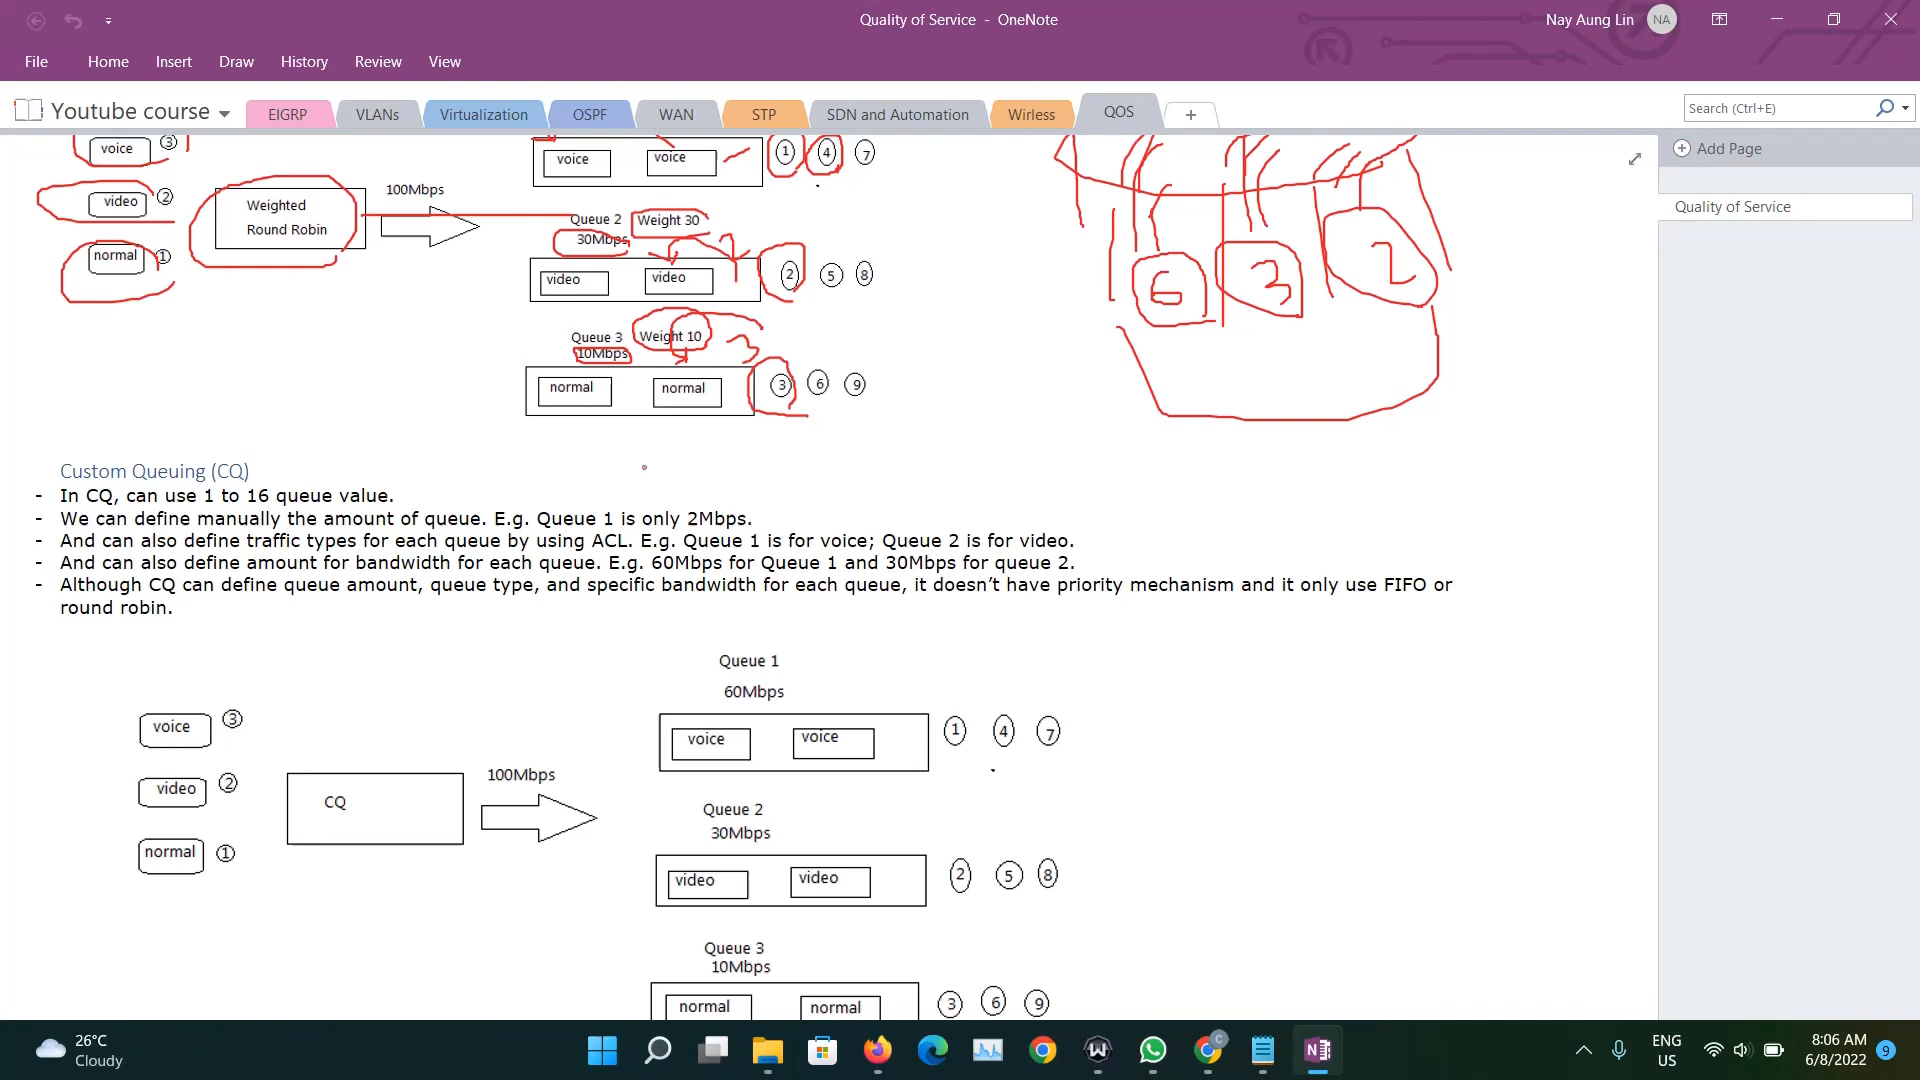 Quality of Service - OneNote
Nay Aung Lin NA
File Home Insert Draw History Review View
Youtube course EIGRP VLANs Virtualization OSPF WAN STP SDN and Automation Wirless QOS +
Search (Ctrl+E)
Add Page
Quality of Service
voice 3
video 2
normal 1
Weighted
Round Robin
100Mbps
voice voice 1 4 7
Queue 2 Weight 30
30Mbps
2
video video 2 5 8
Queue 3 Weight 10
10Mbps
3
normal normal 3 6 9
6 3 2
Custom Queuing (CQ)
- In CQ, can use 1 to 16 queue value.
- We can define manually the amount of queue. E.g. Queue 1 is only 2Mbps.
- And can also define traffic types for each queue by using ACL. E.g. Queue 1 is for voice; Queue 2 is for video.
- And can also define amount for bandwidth for each queue. E.g. 60Mbps for Queue 1 and 30Mbps for queue 2.
- Although CQ can define queue amount, queue type, and specific bandwidth for each queue, it doesn't have priority mechanism and it only use FIFO or
round robin.
voice 3
video 2
normal 1
CQ
100Mbps
Queue 1
60Mbps
voice voice 1 4 7
Queue 2
30Mbps
video video 2 5 8
Queue 3
10Mbps
normal normal 3 6 9
26°C
Cloudy
ENG
US
8:06 AM
6/8/2022
9